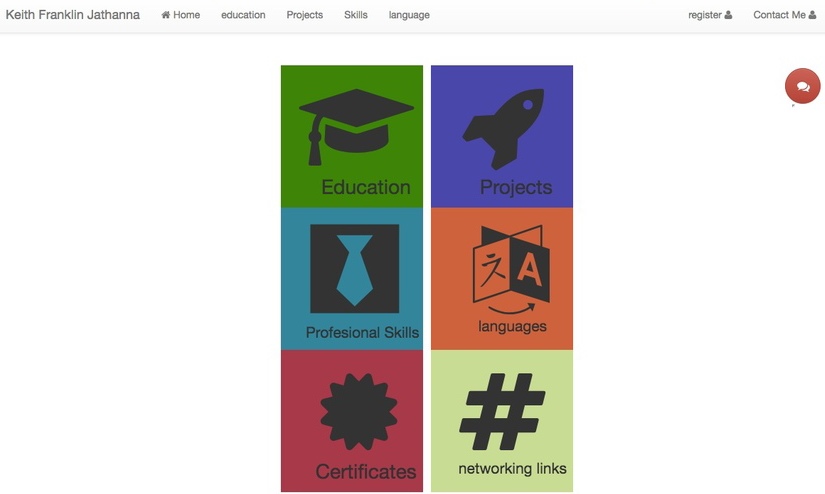 Keith Franklin Jathanna Home education Projects Skills language register Contact Me
Education
Projects
Profesional Skills
languages
Certificates
networking links